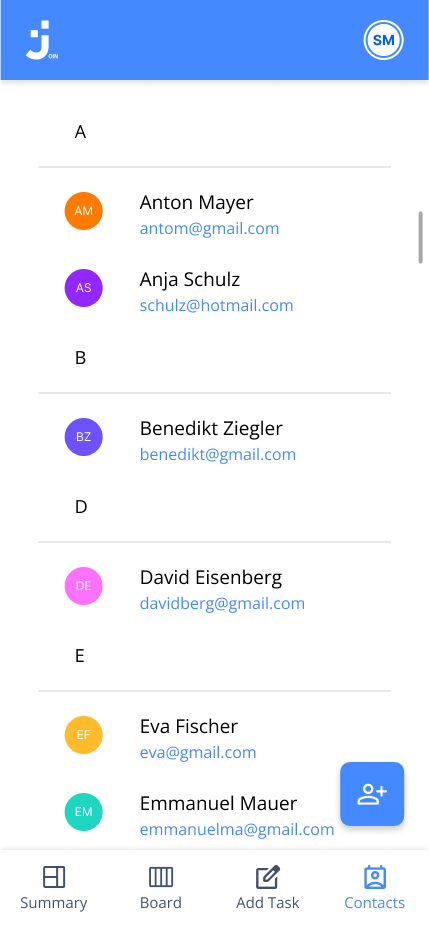 Join
SM
A
AM
Anton Mayer
antom@gmail.com
AS
Anja Schulz
schulz@hotmail.com
B
BZ
Benedikt Ziegler
benedikt@gmail.com
D
DE
David Eisenberg
davidberg@gmail.com
E
EF
Eva Fischer
eva@gmail.com
EM
Emmanuel Mauer
emmanuelma@gmail.com
Summary
Board
Add Task
Contacts